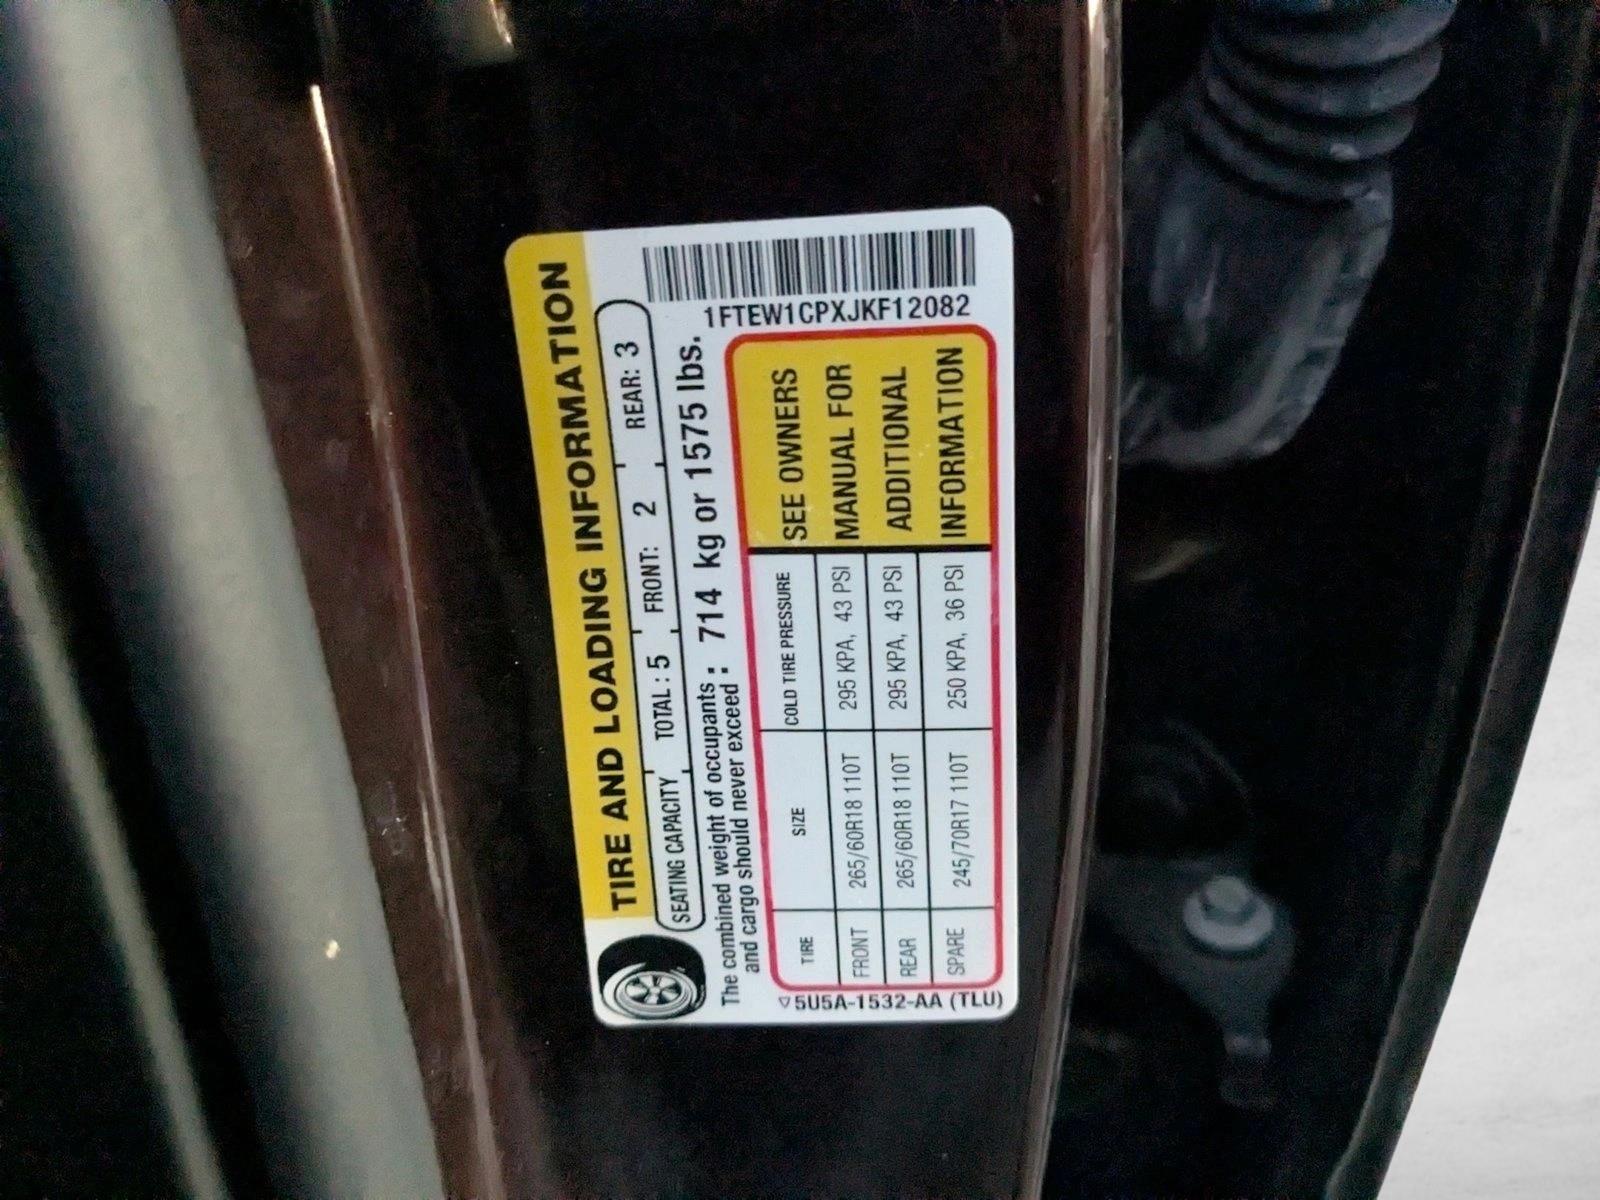 TIRE AND LOADING INFORMATION
SEATING CAPACITY TOTAL : 5 FRONT: 2 REAR: 3
The combined weight of occupants
and cargo should never exceed : 714 kg or 1575 lbs.
1FTEW1CPXJKF12082
TIRE SIZE COLD TIRE PRESSURE
FRONT 265/60R18 110T 295 KPA, 43 PSI
REAR 265/60R18 110T 295 KPA, 43 PSI
SPARE 245/70R17 110T 250 KPA, 36 PSI
SEE OWNERS
MANUAL FOR
ADDITIONAL
INFORMATION
5U5A-1532-AA (TLU)